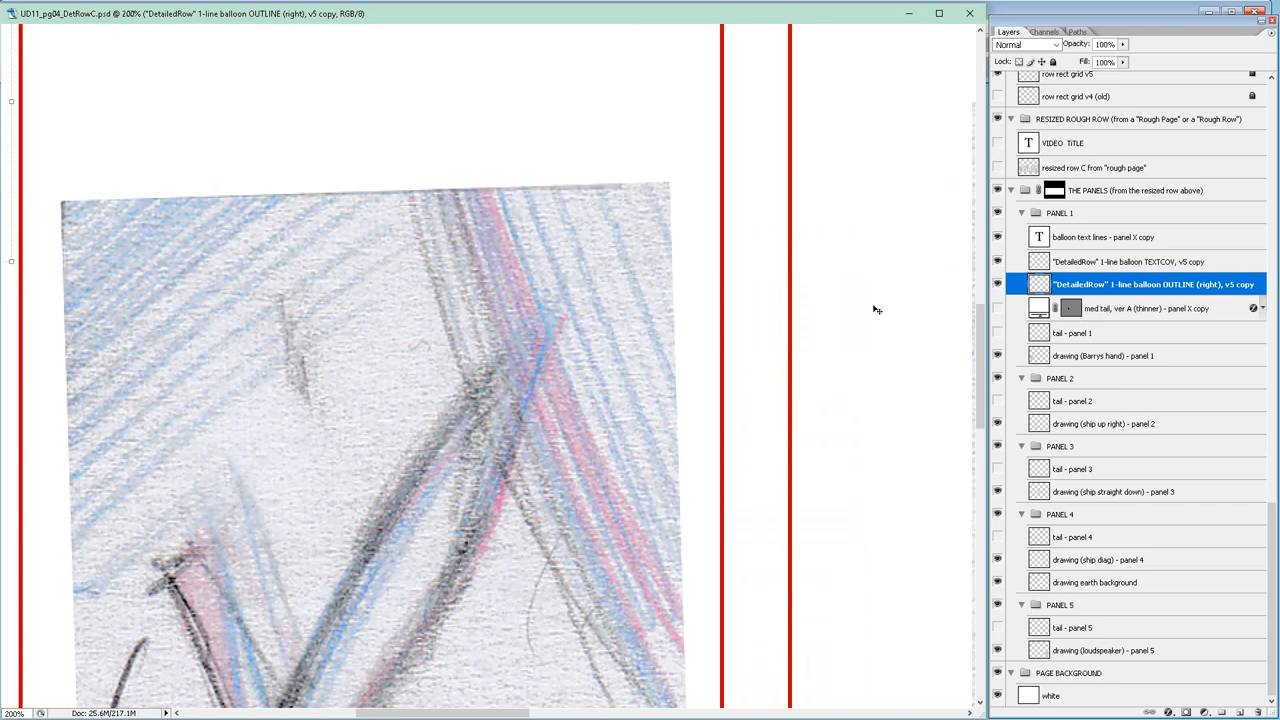 UD11_pg04_DetRowC.psd @ 200% ("DetailedRow" 1-line balloon OUTLINE (right), v5 copy, RGB/8)
Layers Channels Paths
Normal Opacity: 100%
Lock: Fill: 100%
row rect grid v5
row rect grid v4 (old)
RESIZED ROUGH ROW (from a "Rough Page" or a "Rough Row")
T VIDEO TITLE
resized row C from "rough page"
THE PANELS (from the resized row above)
PANEL 1
T balloon text lines - panel X copy
"DetailedRow" 1-line balloon TEXTCOV, v5 copy
"DetailedRow" 1-line balloon OUTLINE (right), v5 copy
med tail, ver A (thinner) - panel X copy
tail - panel 1
drawing (Barrys hand) - panel 1
PANEL 2
tail - panel 2
drawing (ship up right) - panel 2
PANEL 3
tail - panel 3
drawing (ship straight down) - panel 3
PANEL 4
tail - panel 4
drawing (ship diag) - panel 4
drawing earth background
PANEL 5
tail - panel 5
drawing (loudspeaker) - panel 5
PAGE BACKGROUND
white
200% Doc: 25.6M/217.1M